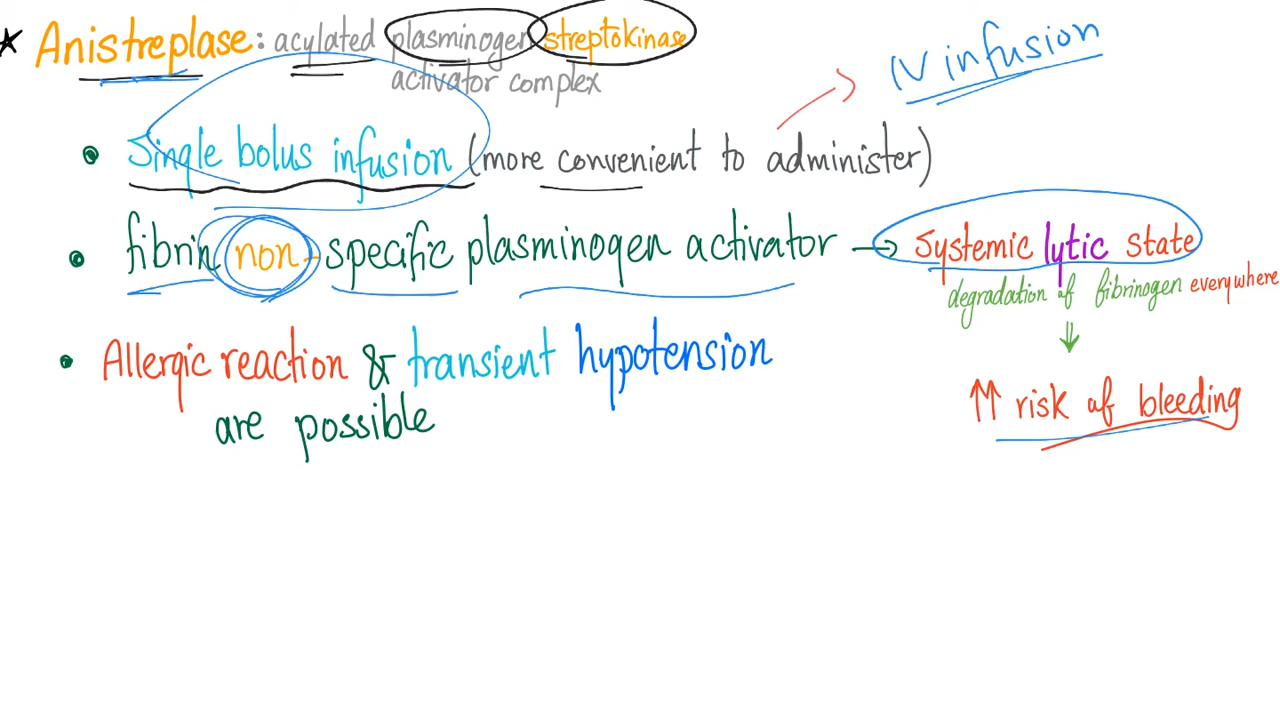 ★ Anistreplase: acylated plasminogen streptokinase
activator complex
IV infusion
• Single bolus infusion (more convenient to administer)
• fibrin non-specific plasminogen activator → Systemic lytic state
degradation of fibrinogen everywhere
⇓
↑↑ risk of bleeding
• Allergic reaction & transient hypotension
are possible